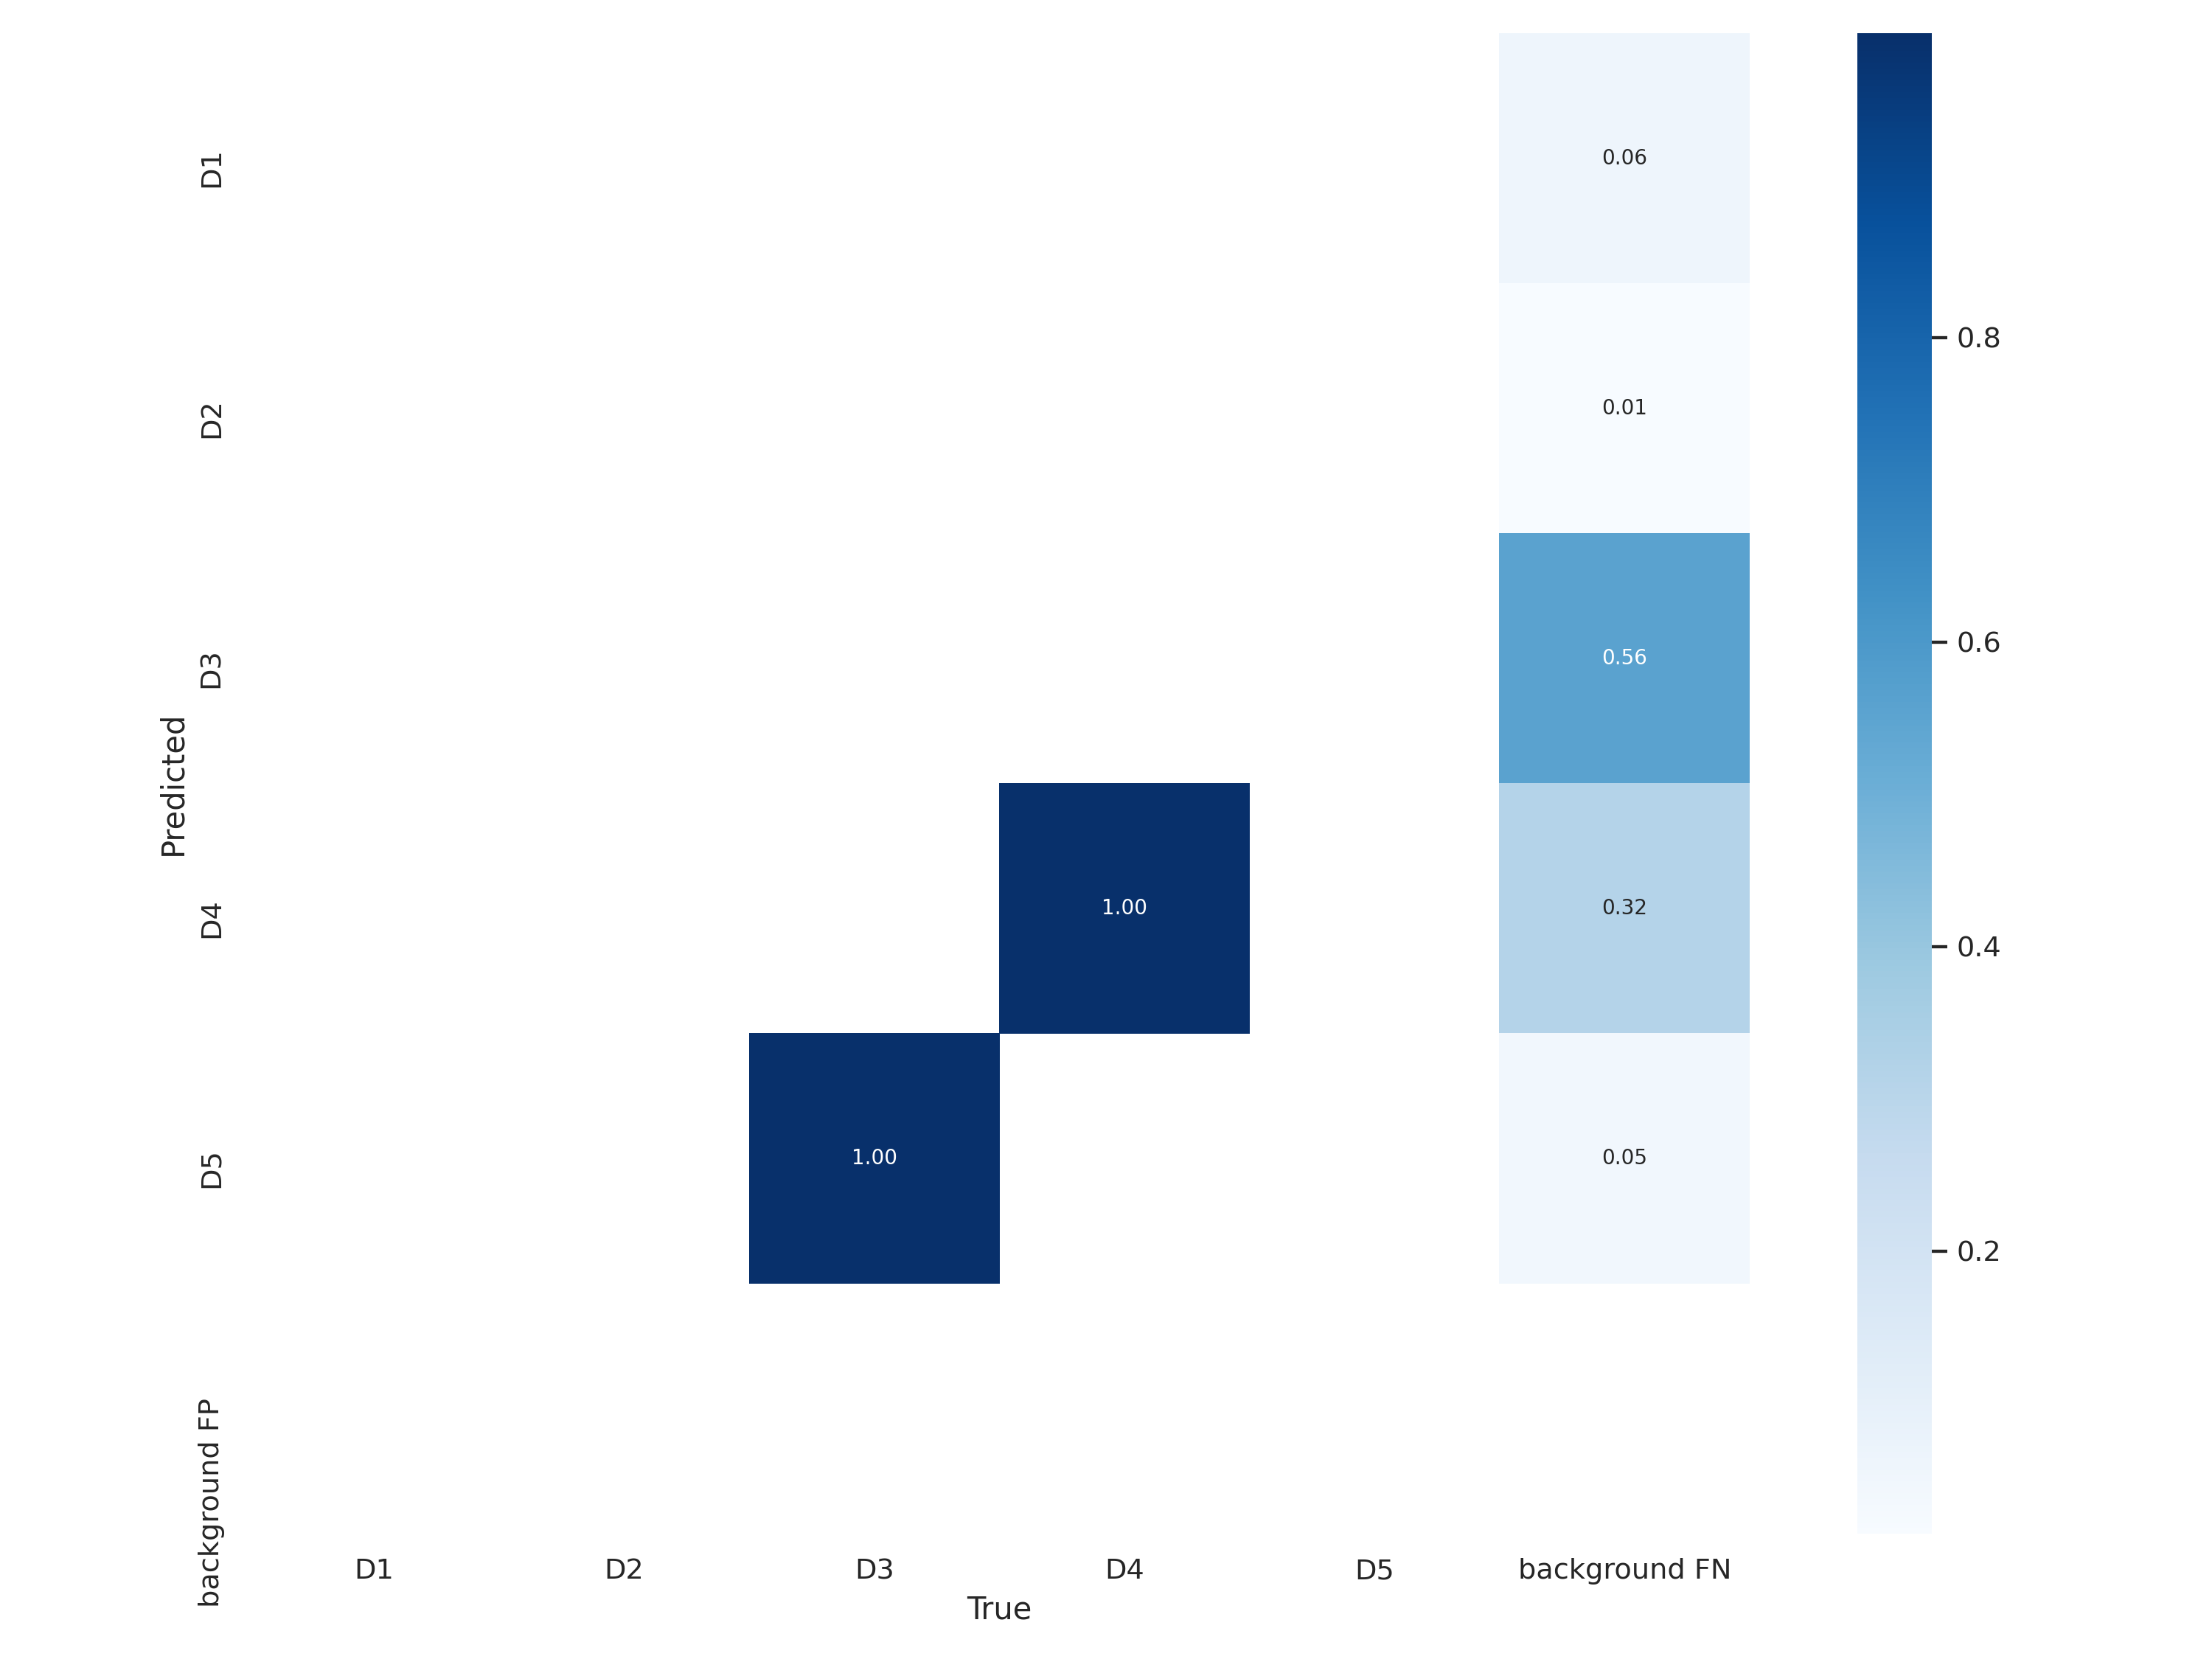 D1
0.06
D2
0.01
0.8
D3
0.56
0.6
Predicted
D4
1.00
0.32
0.4
D5
1.00
0.05
0.2
background FP
D1 D2 D3 D4 D5 background FN
True